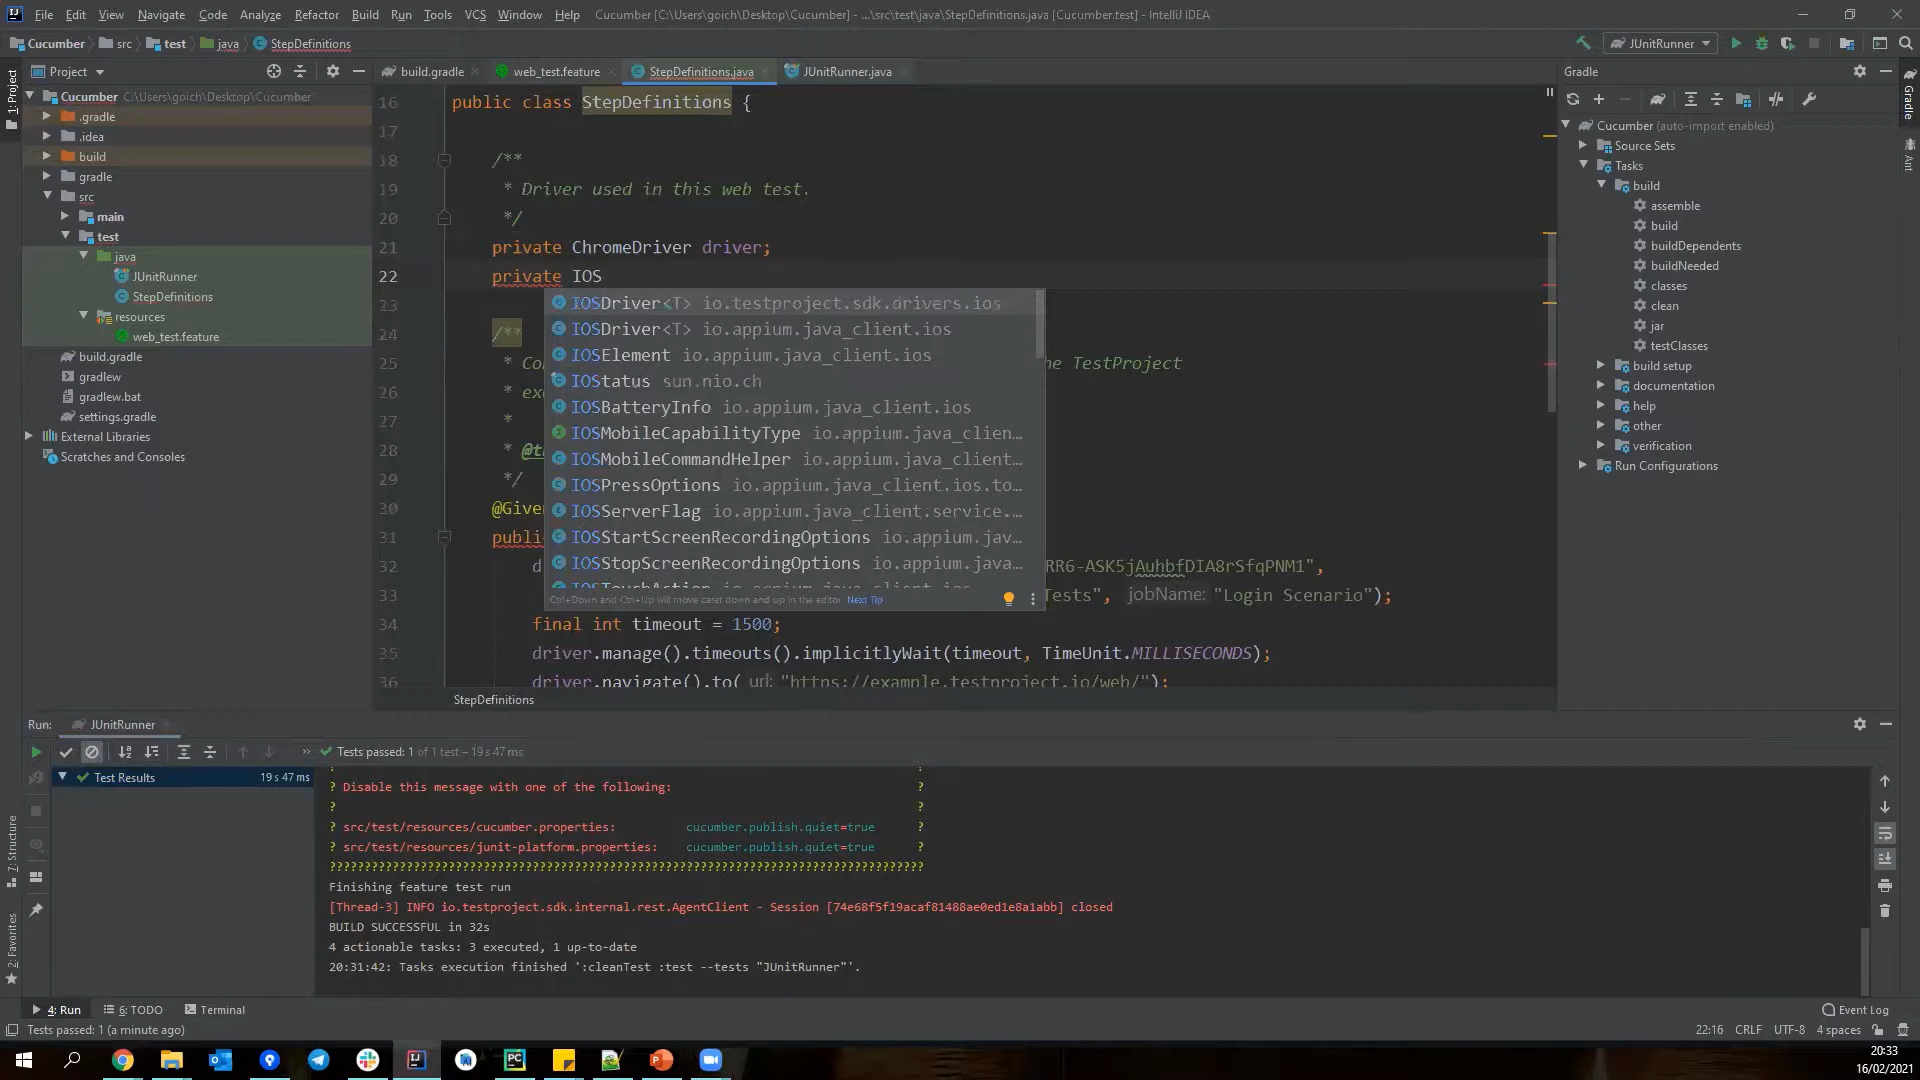 File Edit View Navigate Code Analyze Refactor Build Run Tools VCS Window Help Cucumber [C:\Users\goich\Desktop\Cucumber] - ...\src\test\java\StepDefinitions.java [Cucumber.test] - IntelliJ IDEA
Cucumber src test java StepDefinitions
JUnitRunner
Project
build.gradle web_test.feature StepDefinitions.java JUnitRunner.java
Gradle
1: Project
Gradle
Ant
Cucumber C:\Users\goich\Desktop\Cucumber
.gradle
.idea
build
gradle
src
main
test
java
JUnitRunner
StepDefinitions
resources
web_test.feature
build.gradle
gradlew
gradlew.bat
settings.gradle
External Libraries
Scratches and Consoles
16 public class StepDefinitions {
17
18 /**
19 * Driver used in this web test.
20 */
21 private ChromeDriver driver;
22 private IOS
23
24 /**
25 * Co he TestProject
26 * ex
27 *
28 * @t
29 */
30 @Give
31 publi
32 d RR6-ASK5jAuhbfDIA8rSfqPNM1",
33 Tests", jobName: "Login Scenario");
34 final int timeout = 1500;
35 driver.manage().timeouts().implicitlyWait(timeout, TimeUnit.MILLISECONDS);
36 driver.navigate().to( url: "https://example.testproject.io/web/");
IOSDriver<T> io.testproject.sdk.drivers.ios
IOSDriver<T> io.appium.java_client.ios
IOSElement io.appium.java_client.ios
IOStatus sun.nio.ch
IOSBatteryInfo io.appium.java_client.ios
IOSMobileCapabilityType io.appium.java_clien...
IOSMobileCommandHelper io.appium.java_client...
IOSPressOptions io.appium.java_client.ios.to...
IOSServerFlag io.appium.java_client.service....
IOSStartScreenRecordingOptions io.appium.jav...
IOSStopScreenRecordingOptions io.appium.java...
IOSTouchAction io.appium.java_client.ios
Ctrl+Down and Ctrl+Up will move caret down and up in the editor Next Tip
StepDefinitions
Cucumber (auto-import enabled)
Source Sets
Tasks
build
assemble
build
buildDependents
buildNeeded
classes
clean
jar
testClasses
build setup
documentation
help
other
verification
Run Configurations
Run: JUnitRunner
Tests passed: 1 of 1 test – 19 s 47 ms
Test Results 19 s 47 ms
? Disable this message with one of the following: ?
? ?
? src/test/resources/cucumber.properties: cucumber.publish.quiet=true ?
? src/test/resources/junit-platform.properties: cucumber.publish.quiet=true ?
Finishing feature test run
[Thread-3] INFO io.testproject.sdk.internal.rest.AgentClient - Session [74e68f5f19acaf81488ae0ed1e8a1abb] closed
BUILD SUCCESSFUL in 32s
4 actionable tasks: 3 executed, 1 up-to-date
20:31:42: Tasks execution finished ':cleanTest :test --tests "JUnitRunner"'.
7: Structure
2: Favorites
4: Run 6: TODO Terminal Event Log
Tests passed: 1 (a minute ago) 22:16 CRLF UTF-8 4 spaces
20:33
16/02/2021